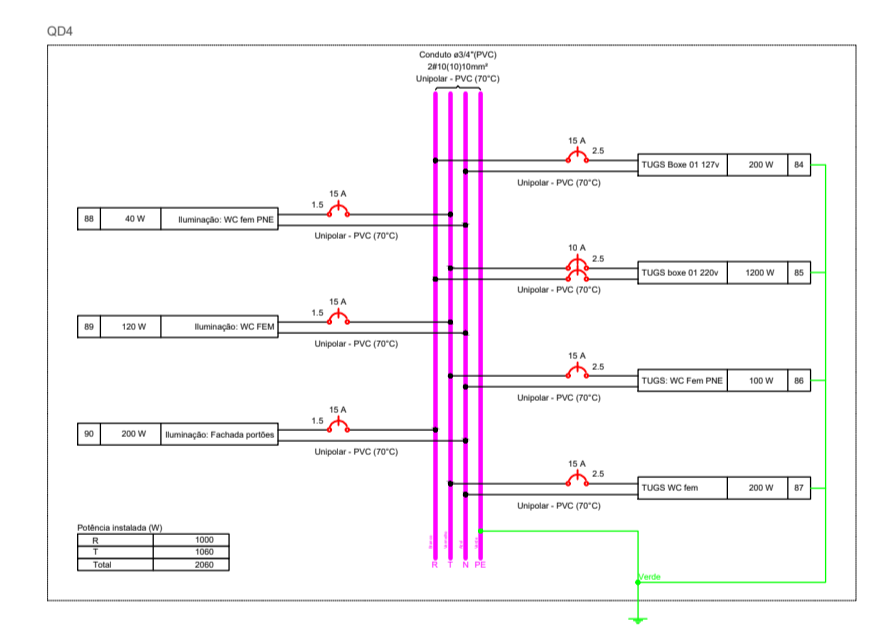 QD4
Conduto ø3/4"(PVC)
2#10(10)10mm²
Unipolar - PVC (70°C)
15 A
2.5
TUGS Boxe 01 127v 200 W 84
Unipolar - PVC (70°C)
15 A
1.5
88 40 W Iluminação: WC fem PNE
Unipolar - PVC (70°C)
10 A
2.5
TUGS boxe 01 220v 1200 W 85
Unipolar - PVC (70°C)
15 A
1.5
89 120 W Iluminação: WC FEM
Unipolar - PVC (70°C)
15 A
2.5
TUGS: WC Fem PNE 100 W 86
Unipolar - PVC (70°C)
15 A
1.5
90 200 W Iluminação: Fachada portões
Unipolar - PVC (70°C)
15 A
2.5
TUGS WC fem 200 W 87
Unipolar - PVC (70°C)
Potência instalada (W)
R 1000
T 1060
Total 2060
R T N PE
Verde